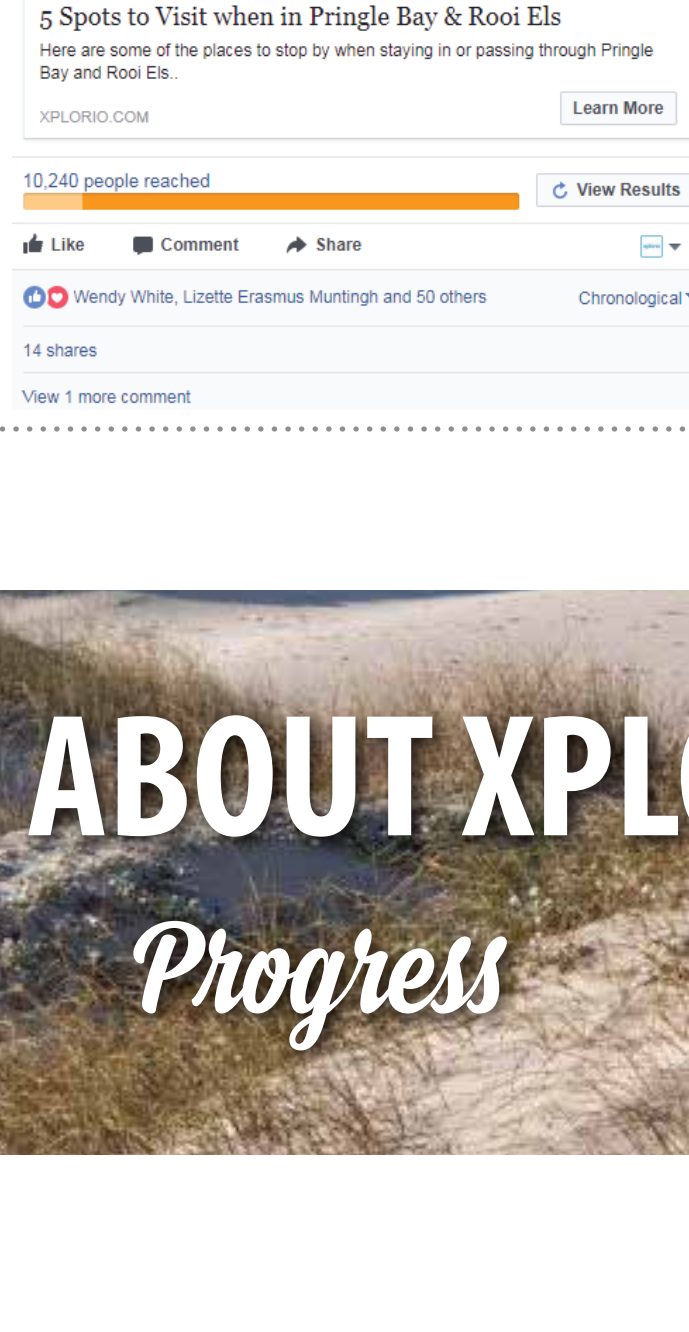 5 Spots to Visit when in Pringle Bay & Rooi Els
Here are some of the places to stop by when staying in or passing through Pringle
Bay and Rooi Els..
XPLORIO.COM
Learn More
10,240 people reached
View Results
Like
Comment
Share
Wendy White, Lizette Erasmus Muntingh and 50 others
Chronological
14 shares
View 1 more comment
ABOUT XPL
Progress